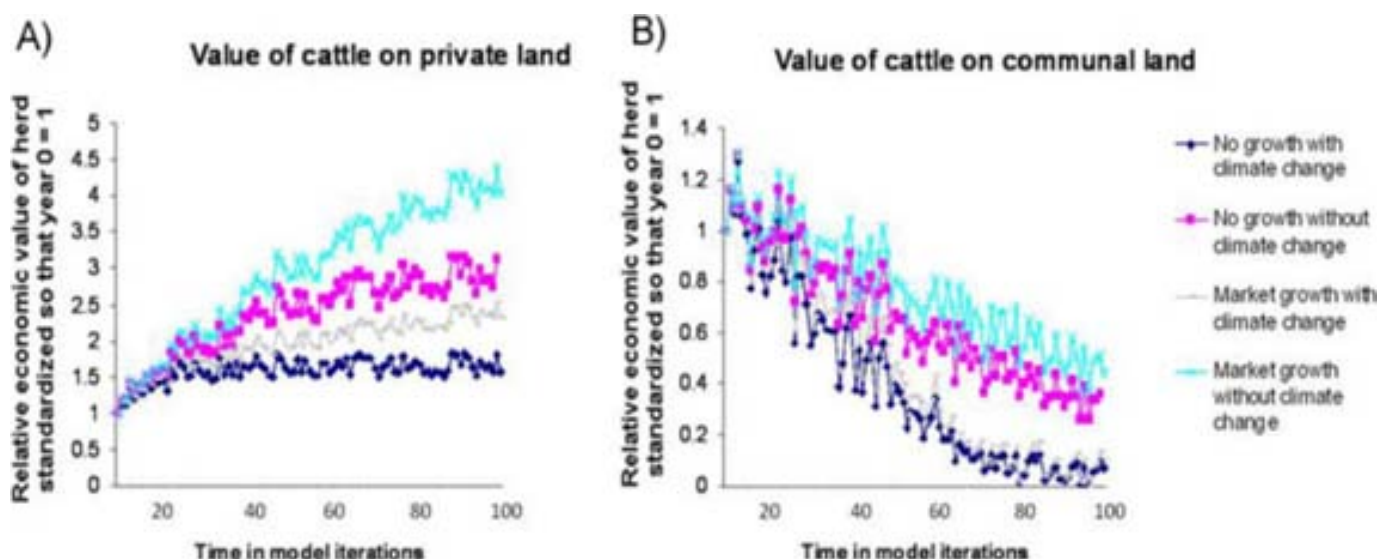 A)
Value of cattle on private land
Relative economic value of herd
standardized so that year 0 = 1
5
4.5
4
3.5
3
2.5
2
1.5
1
0.5
0
20
40
60
80
100
Time in model iterations
B)
Value of cattle on communal land
Relative economic value of herd
standardized so that year 0 = 1
1.4
1.2
1
0.8
0.6
0.4
0.2
0
20
40
60
80
100
Time in model iterations
No growth with
climate change
No growth without
climate change
Market growth with
climate change
Market growth
without climate
change